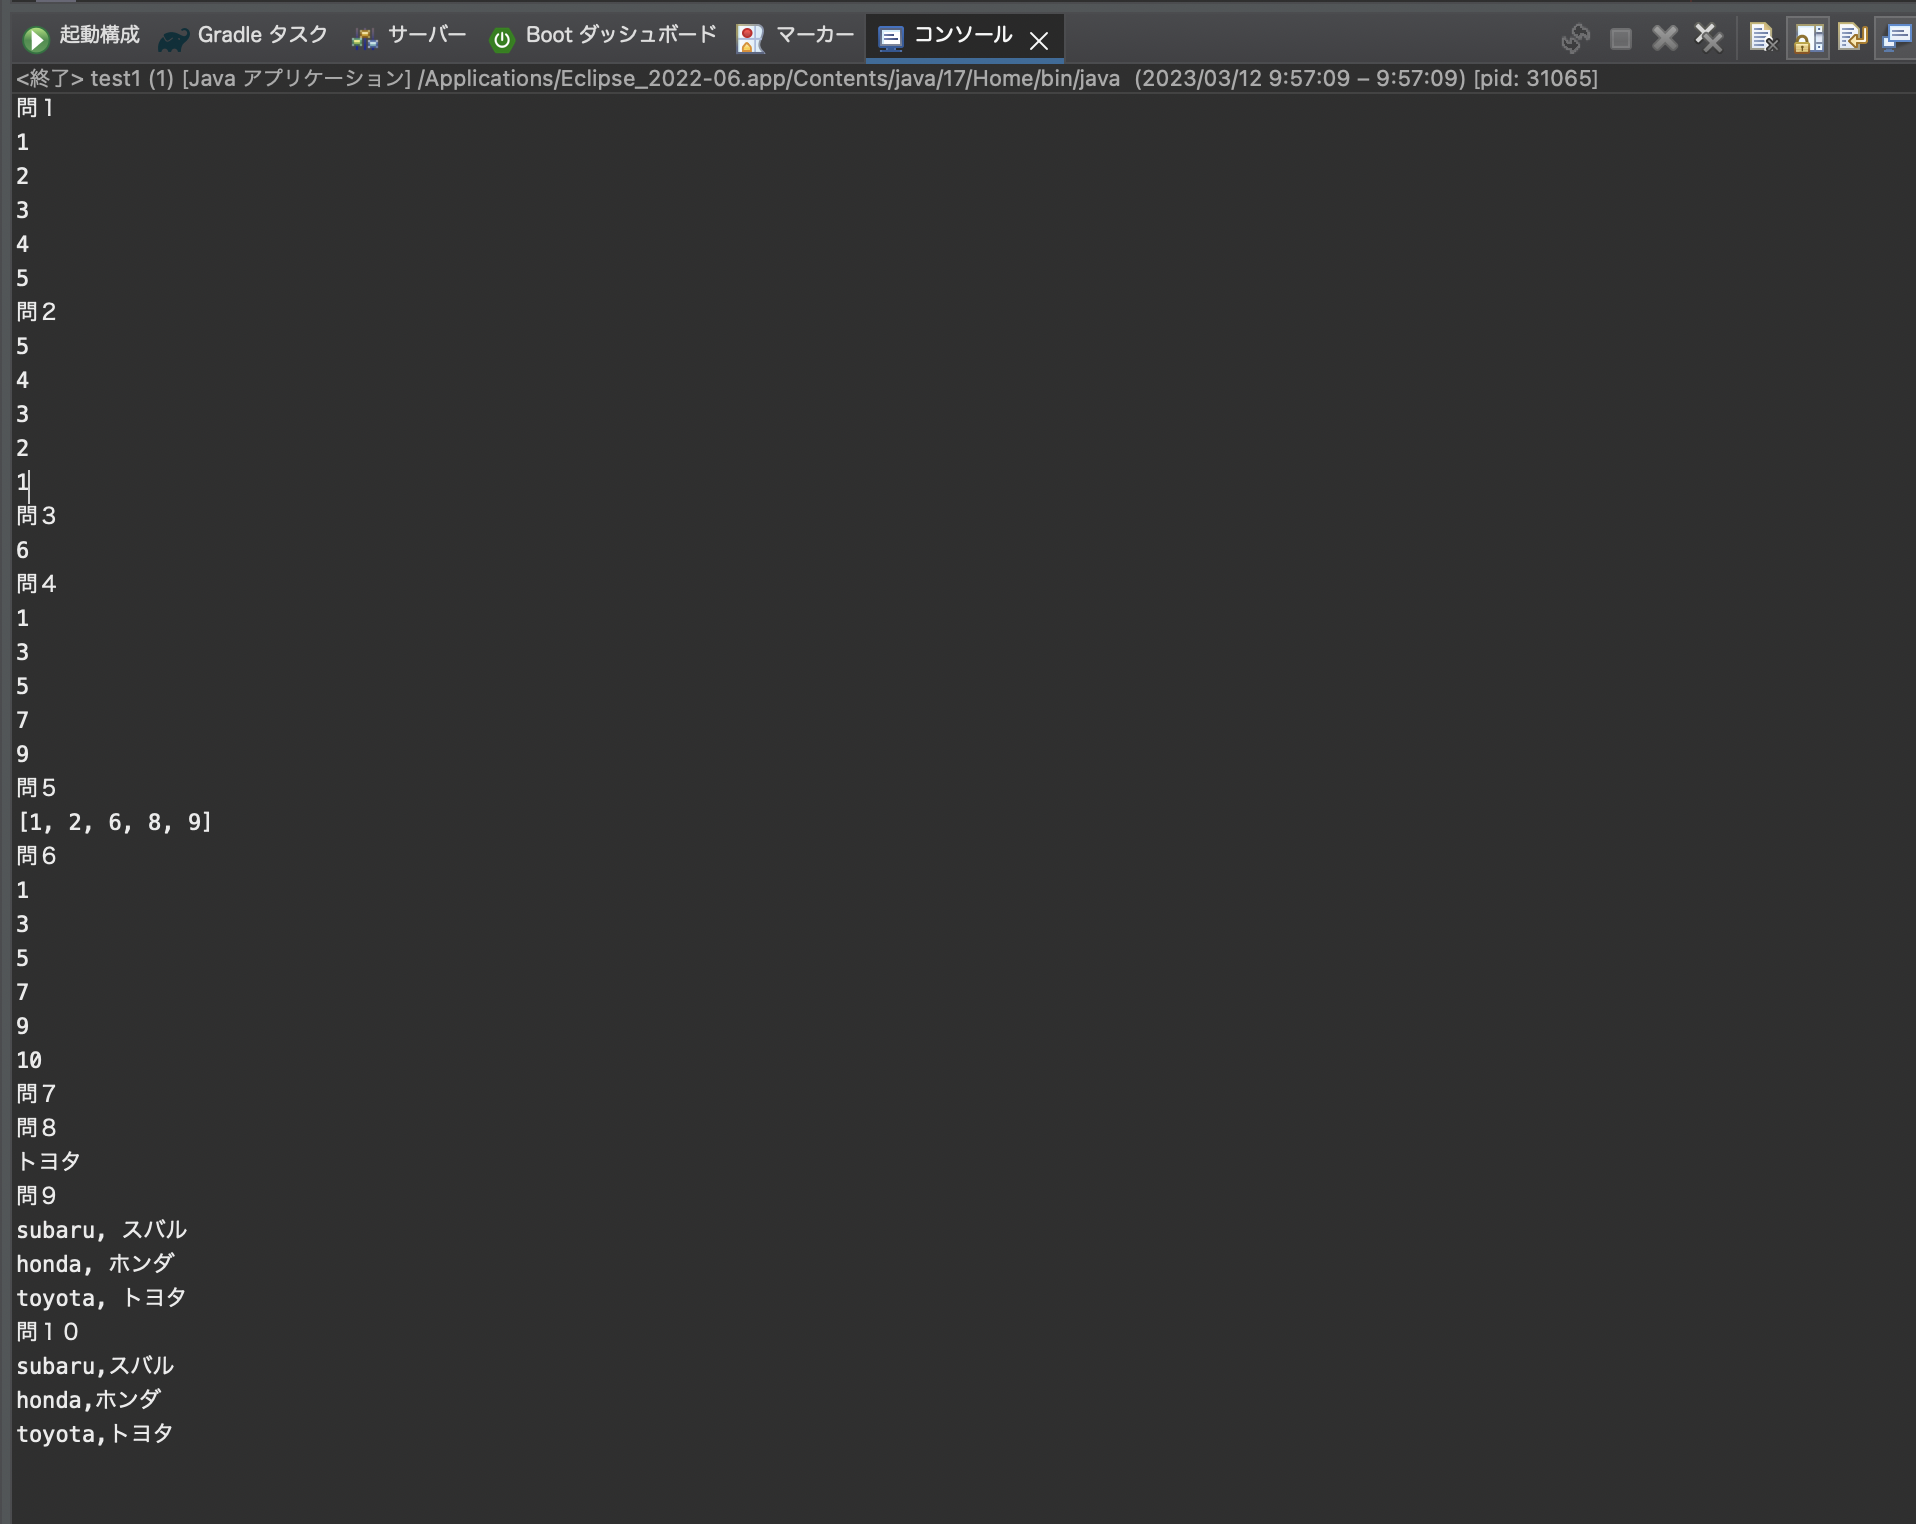 起動構成 Gradle タスク サーバー Boot ダッシュボード マーカー コンソール
<終了> test1 (1) [Java アプリケーション] /Applications/Eclipse_2022-06.app/Contents/java/17/Home/bin/java (2023/03/12 9:57:09 – 9:57:09) [pid: 31065]
問１
1
2
3
4
5
問２
5
4
3
2
1
問３
6
問４
1
3
5
7
9
問５
[1, 2, 6, 8, 9]
問６
1
3
5
7
9
10
問７
問８
トヨタ
問９
subaru, スバル
honda, ホンダ
toyota, トヨタ
問１０
subaru,スバル
honda,ホンダ
toyota,トヨタ